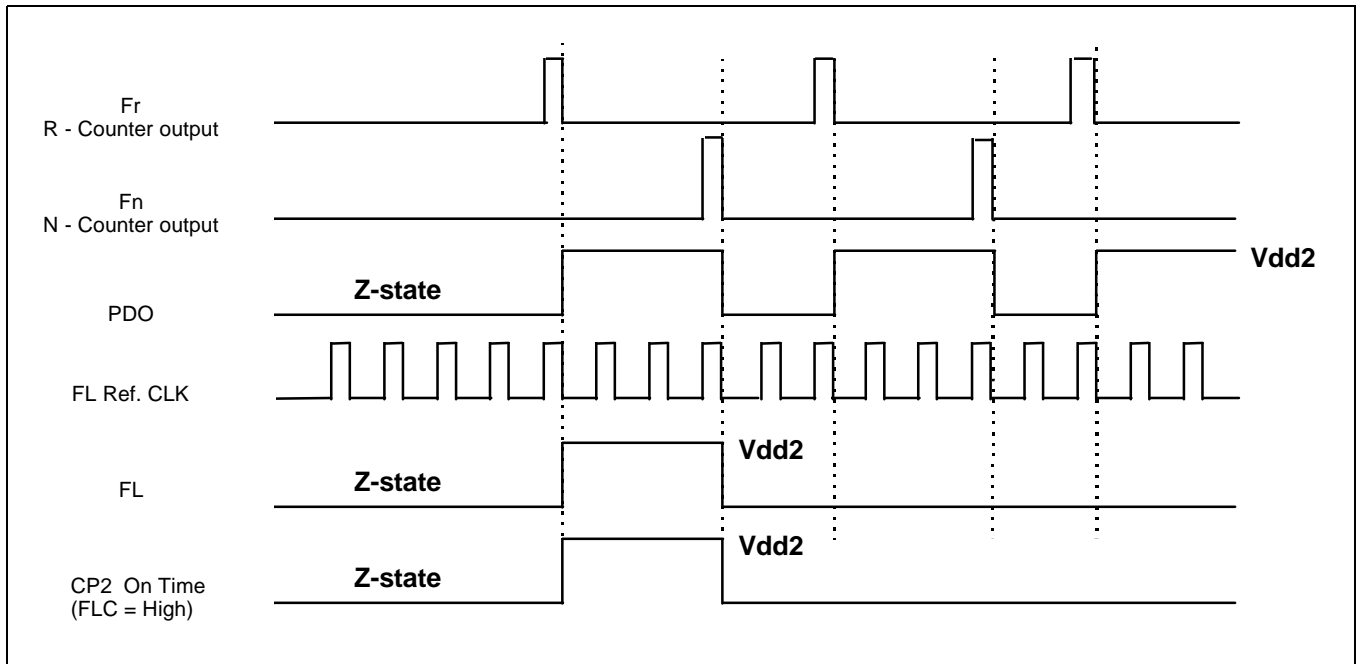 Fr
R - Counter output
Fn
N - Counter output
Vdd2
Z-state
PDO
FL Ref. CLK
Vdd2
Z-state
FL
Vdd2
Z-state
CP2 On Time
(FLC = High)